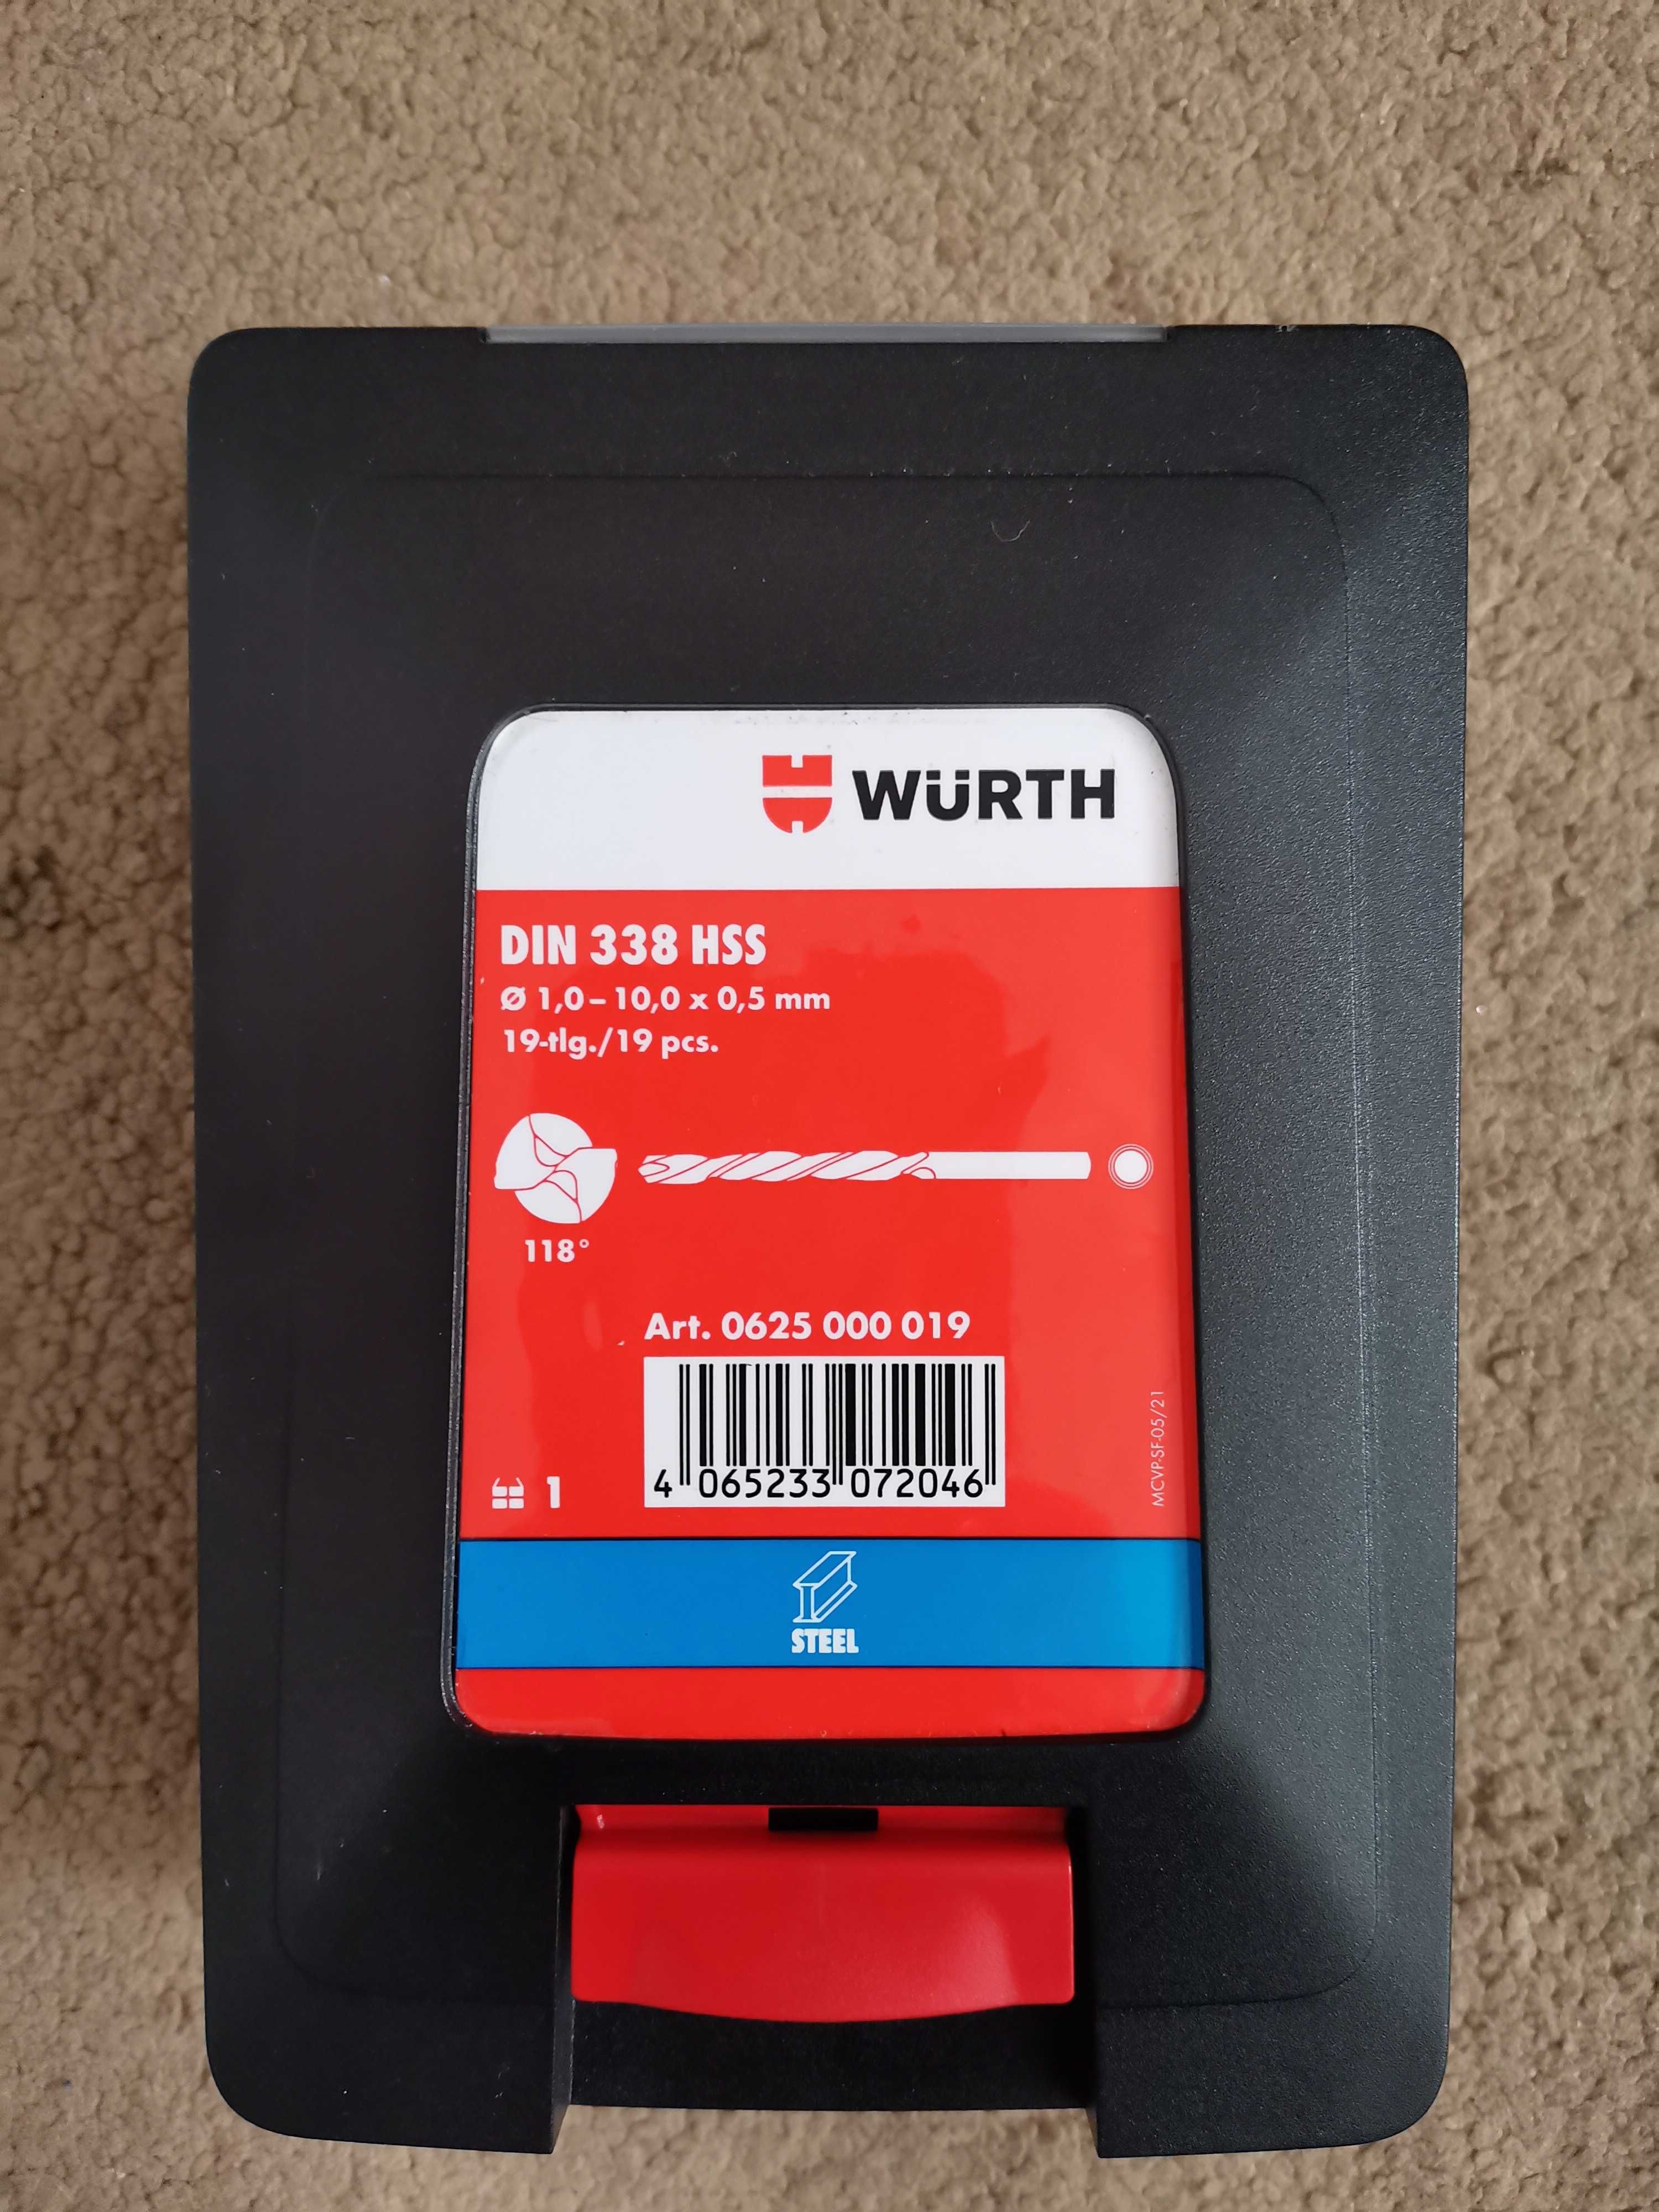 WÜRTH
DIN 338 HSS
Ø 1,0–10,0 x 0,5 mm
19-tlg./19 pcs.
118°
Art. 0625 000 019
4 065233 072046
1
MCVP-SF-05/21
STEEL